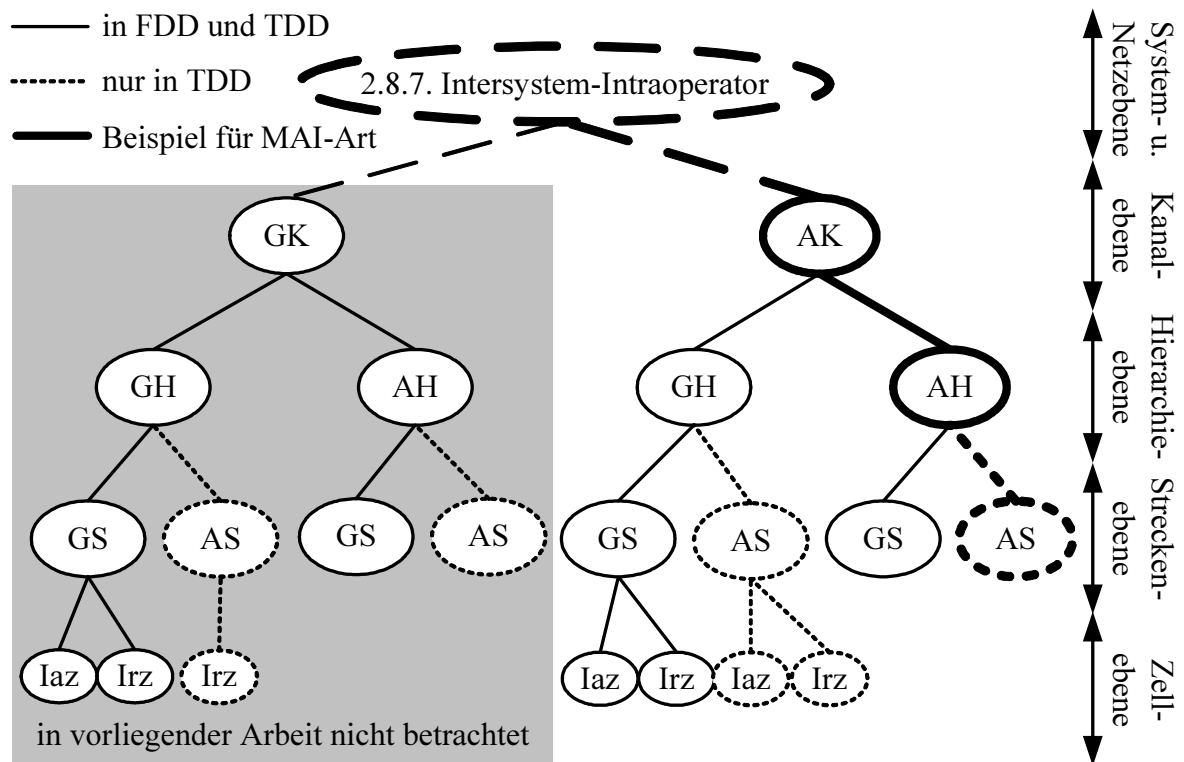 in FDD und TDD
nur in TDD
Beispiel für MAI-Art
2.8.7. Intersystem-Intraoperator
System- u.
Netzebene
GK
AK
Kanal-
ebene
GH
AH
GH
AH
Hierarchie-
ebene
GS
AS
GS
AS
GS
AS
GS
AS
Strecken-
ebene
Iaz
Irz
Irz
Iaz
Irz
Iaz
Irz
Zell-
ebene
in vorliegender Arbeit nicht betrachtet